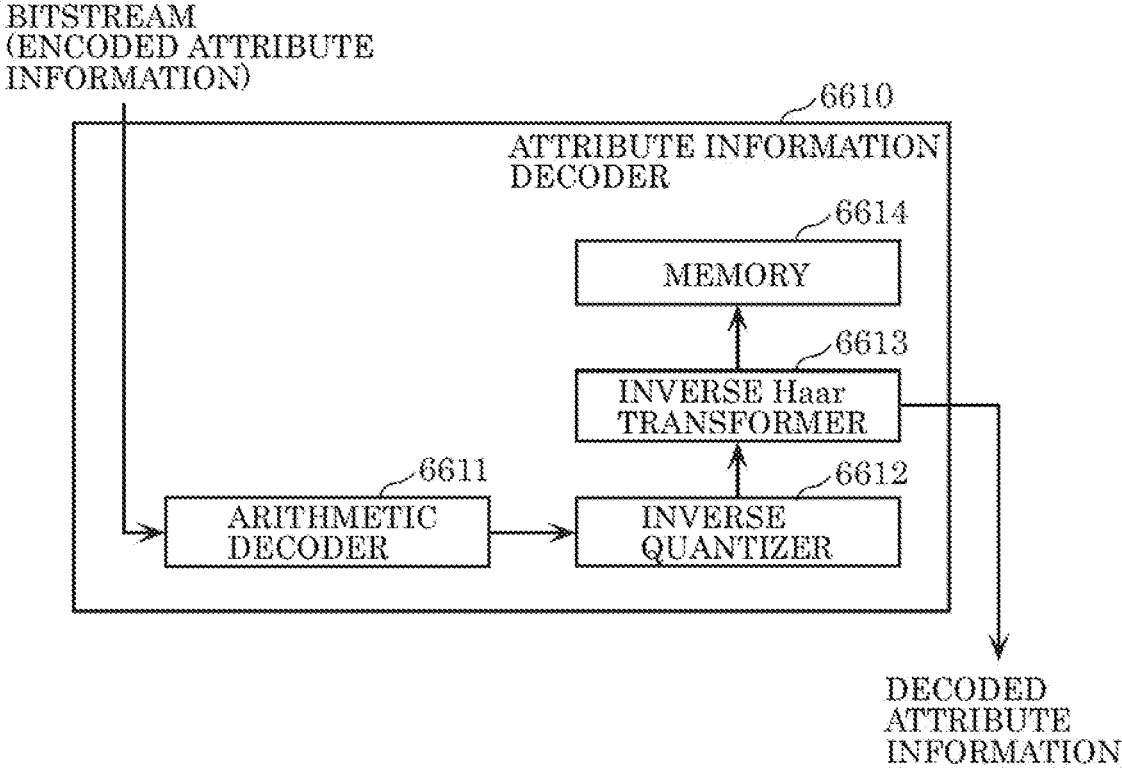 BITSTREAM
(ENCODED ATTRIBUTE
INFORMATION)
6610
ATTRIBUTE INFORMATION
DECODER
6614
MEMORY
6613
INVERSE Haar
TRANSFORMER
6611
ARITHMETIC
DECODER
6612
INVERSE
QUANTIZER
DECODED
ATTRIBUTE
INFORMATION